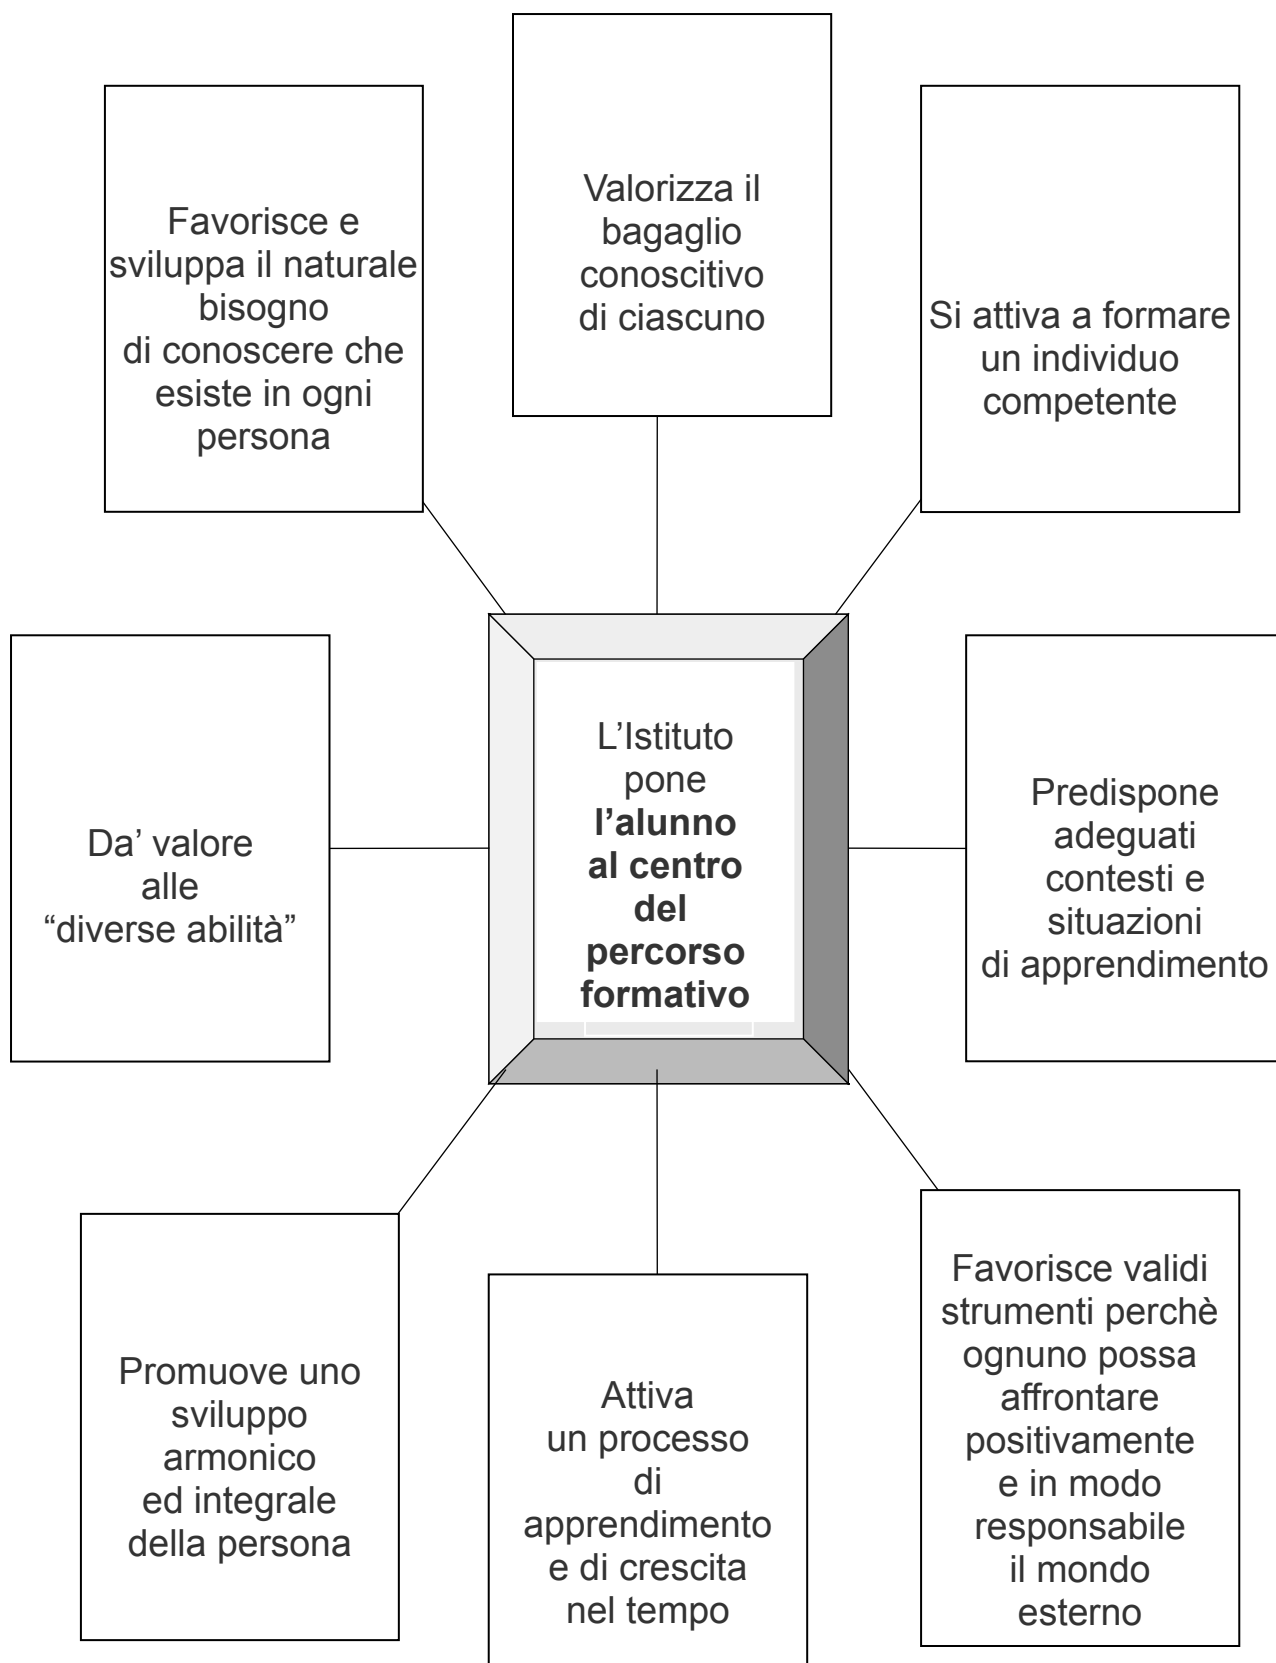 Valorizza il
bagaglio
conoscitivo
di ciascuno
Favorisce e
sviluppa il naturale
bisogno
di conoscere che
esiste in ogni
persona
Si attiva a formare
un individuo
competente
L’Istituto
pone
l’alunno
al centro
del
percorso
formativo
Da’ valore
alle
“diverse abilità”
Predispone
adeguati
contesti e
situazioni
di apprendimento
Promuove uno
sviluppo
armonico
ed integrale
della persona
Attiva
un processo
di
apprendimento
e di crescita
nel tempo
Favorisce validi
strumenti perchè
ognuno possa
affrontare
positivamente
e in modo
responsabile
il mondo
esterno